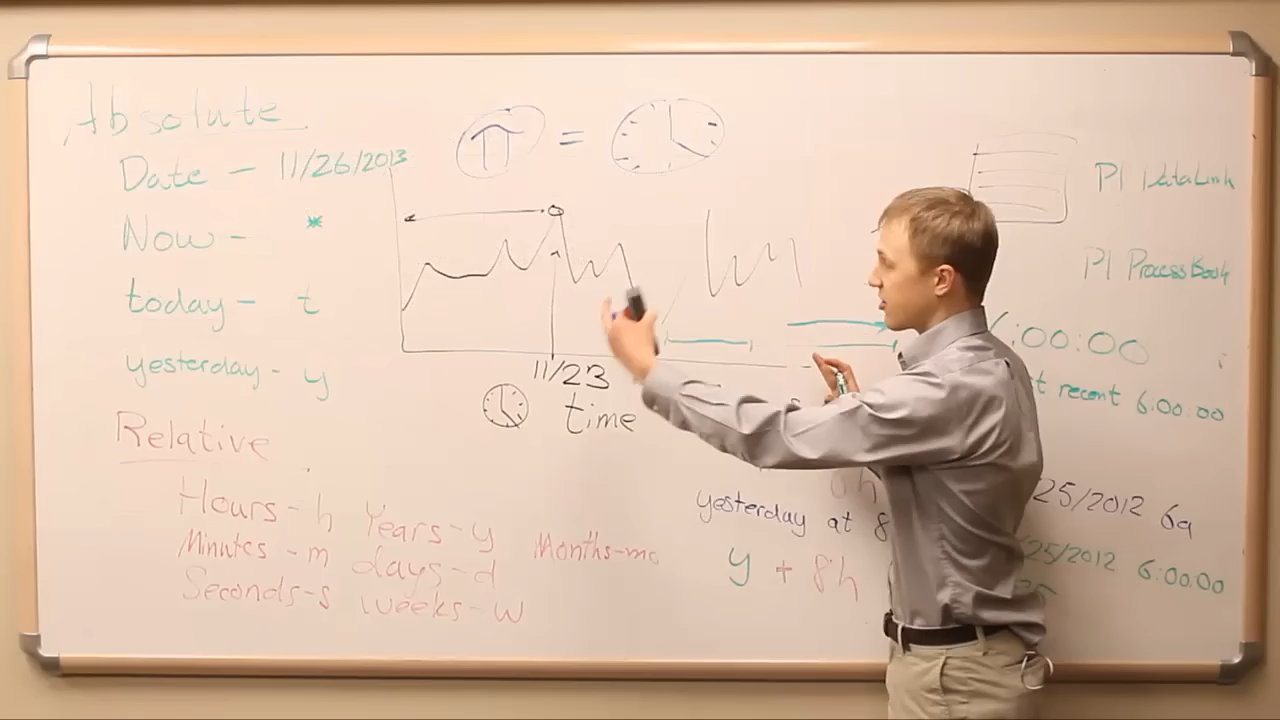 Absolute
Date - 11/26/2013
Now - *
today - t
yesterday - y
Relative
Hours - h Years - y Months - mo
Minutes - m days - d
Seconds - s weeks - w
π =
11/23
time
PI DataLink
PI ProcessBook
:00:00
recent 6:00:00
yesterday at 8
y + 8h
25/2012 6a
25/2012 6:00:00